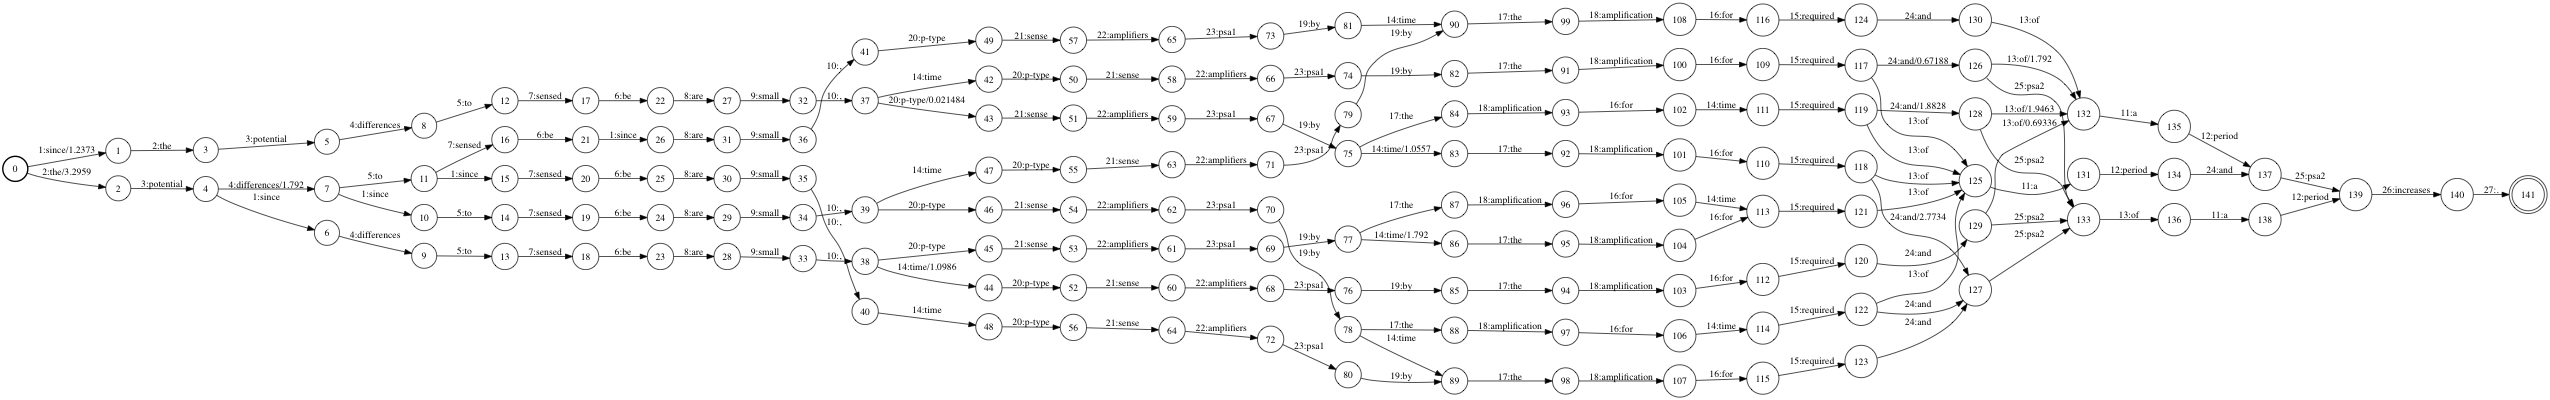 41 20:p-type 49 21:sense 57 22:amplifiers 65 23:psa1 73 19:by 81 14:time 90 17:the 99 18:amplification 108 16:for 116 15:required 124 24:and 130 13:of
19:by
10:.
14:time 42 20:p-type 50 21:sense 58 22:amplifiers 66 23:psa1 74 19:by 82 17:the 91 18:amplification 100 16:for 109 15:required 117 24:and/0.67188 126 13:of/1.792
25:psa2
5:to 12 7:sensed 17 6:be 22 8:are 27 9:small 32 10:. 37 20:p-type/0.021484 43 21:sense 51 22:amplifiers 59 23:psa1 67 19:by
79 17:the 84 18:amplification 93 16:for 102 14:time 111 15:required 119 24:and/1.8828 128 13:of/1.9463 132 11:a 135 12:period
13:of
13:of/0.69336
4:differences 8
7:sensed 16 6:be 21 1:since 26 8:are 31 9:small 36
0 1:since/1.2373 1 2:the 3 3:potential 5
23:psa1 75 14:time/1.0557 83 17:the 92 18:amplification 101 16:for 110 15:required 118 13:of
14:time 47 20:p-type 55 21:sense 63 22:amplifiers 71
13:of 125 11:a 131 12:period 134 24:and 137 25:psa2 139 26:increases 140 27:. 141
25:psa2
2:the/3.2959 2 3:potential 4 4:differences/1.792 7 5:to 11 1:since 15 7:sensed 20 6:be 25 8:are 30 9:small 35
1:since 10 5:to 14 7:sensed 19 6:be 24 8:are 29 9:small 34 10:. 39 20:p-type 46 21:sense 54 22:amplifiers 62 23:psa1 70
17:the 87 18:amplification 96 16:for 105 14:time 113 15:required 121 13:of
16:for
24:and/2.7734
129 25:psa2 133 13:of 136 11:a 138 12:period
25:psa2
10:.
6 4:differences 9 5:to 13 7:sensed 18 6:be 23 8:are 28 9:small 33 10:. 38 20:p-type 45 21:sense 53 22:amplifiers 61 23:psa1 69 19:by 77 14:time/1.792 86 17:the 95 18:amplification 104
19:by
14:time/1.0986 44 20:p-type 52 21:sense 60 22:amplifiers 68 23:psa1 76 19:by 85 17:the 94 18:amplification 103 16:for 112 15:required 120 24:and
13:of
127
40 14:time 48 20:p-type 56 21:sense 64 22:amplifiers 72 23:psa1 80 19:by 89 17:the 98 18:amplification 107 16:for 115 15:required 123 24:and
78 17:the 88 18:amplification 97 16:for 106 14:time 114 15:required 122 24:and
14:time